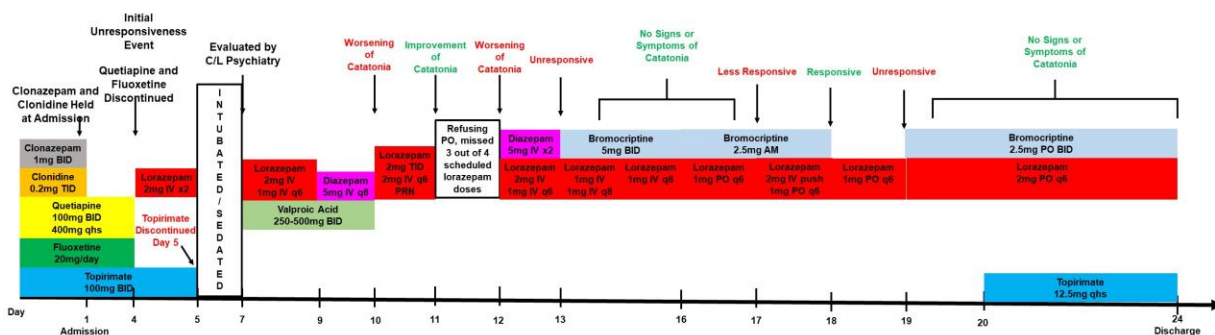 Initial
Unresponsiveness
Event
Quetiapine and
Fluoxetine
Discontinued
Clonazepam and
Clonidine Held
at Admission
Evaluated by
C/L Psychiatry
Worsening
of
Catatonia
Improvement
of
Catatonia
Worsening
of
Catatonia
Unresponsive
No Signs or
Symptoms of
Catatonia
Less Responsive
Responsive
Unresponsive
No Signs or
Symptoms of
Catatonia
Clonazepam
1mg BID
Clonidine
0.2mg TID
Quetiapine
100mg BID
400mg qhs
Fluoxetine
20mg/day
Topirimate
100mg BID
Lorazepam
2mg IV x2
Topirimate
Discontinued
Day 5
INTUBATED/SEDATED
Lorazepam
2mg IV
1mg IV q6
Diazepam
5mg IV q8
Valproic Acid
250-500mg BID
Lorazepam
2mg TID
2mg IV q6
PRN
Refusing
PO, missed
3 out of 4
scheduled
lorazepam
doses
Diazepam
5mg IV x2
Lorazepam
2mg IV
1mg IV q6
Bromocriptine
5mg BID
Lorazepam
1mg IV
1mg IV q8
Lorazepam
1mg IV q8
Bromocriptine
2.5mg AM
Lorazepam
1mg PO q6
Lorazepam
2mg IV push
1mg PO q6
Lorazepam
1mg PO q6
Bromocriptine
2.5mg PO BID
Lorazepam
2mg PO q6
Topirimate
12.5mg qhs
Day
1
4
5
7
9
10
11
12
13
16
17
18
19
20
24
Admission
Discharge